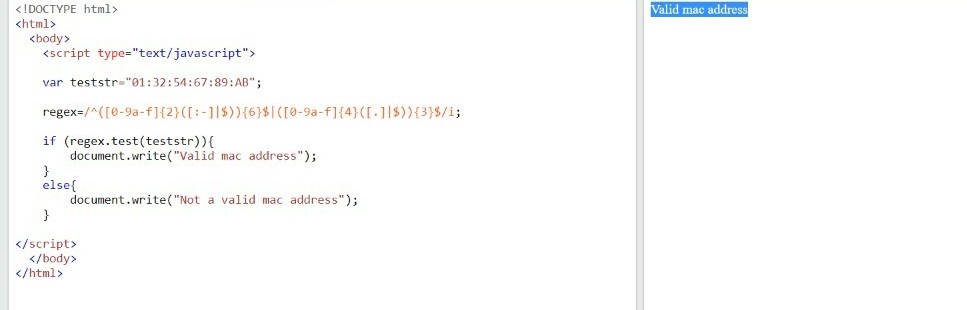 <!DOCTYPE html>
<html>
<body>
<script type="text/javascript">
var teststr="01:32:54:67:89:AB";
regex=/^([0-9a-f]{2}([:-]|$)){6}$|([0-9a-f]{4}([.]|$)){3}$/i;
if (regex.test(teststr)){
document.write("Valid mac address");
}
else{
document.write("Not a valid mac address");
}
</script>
</body>
</html>
Valid mac address